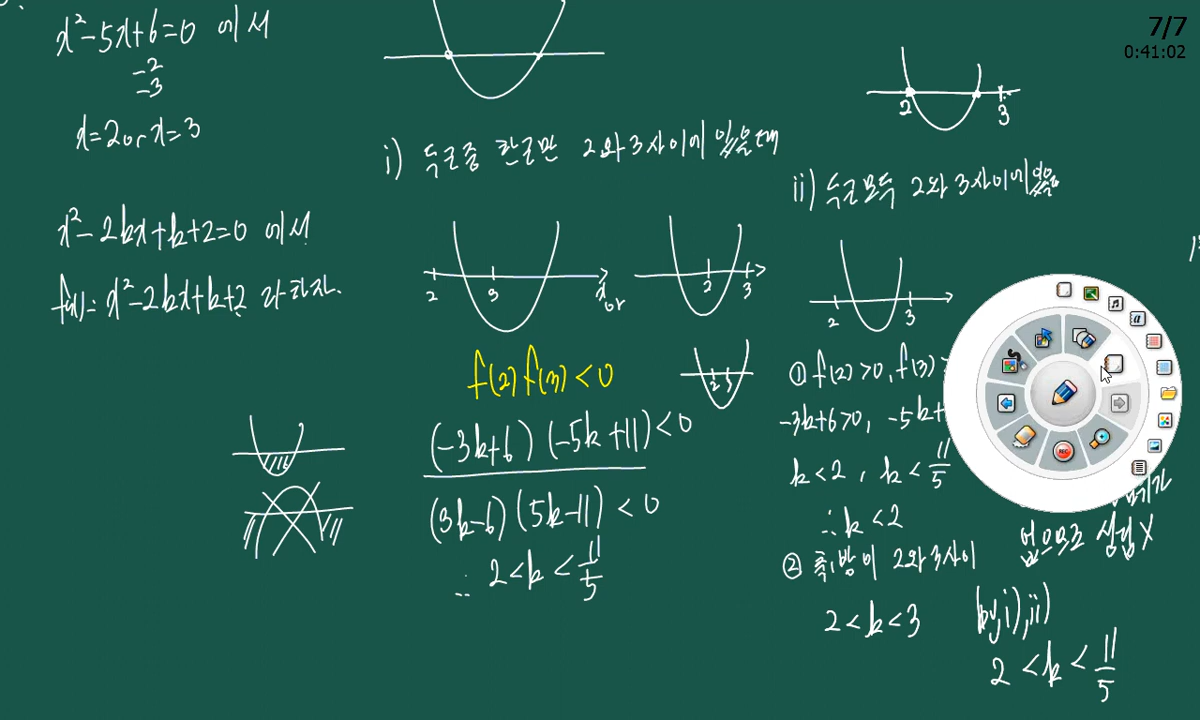 x²-5x+6=0 에서
-2
-3
x=2 or x=3
x²-2kx+k+2=0 에서
f(x)=x²-2kx+k+2 라 하자.
i) 두근중 한근만 2와 3사이에 있을때
2 3 x
or
2 3
2 3
f(2)f(3)<0
(-3k+6)(-5k+11)<0
(3k-6)(5k-11)<0
∴ 2<k<11/5
7/7
0:41:02
2 3
ii) 두근모두 2와 3사이에 있을
2 3
① f(2)>0, f(3)
-3k+6>0, -5k+
k<2, k<11/5
∴k<2
② 축방이 2와 3사이
2<k<3
없으므로 성립X
by, i), ii)
2<k<11/5